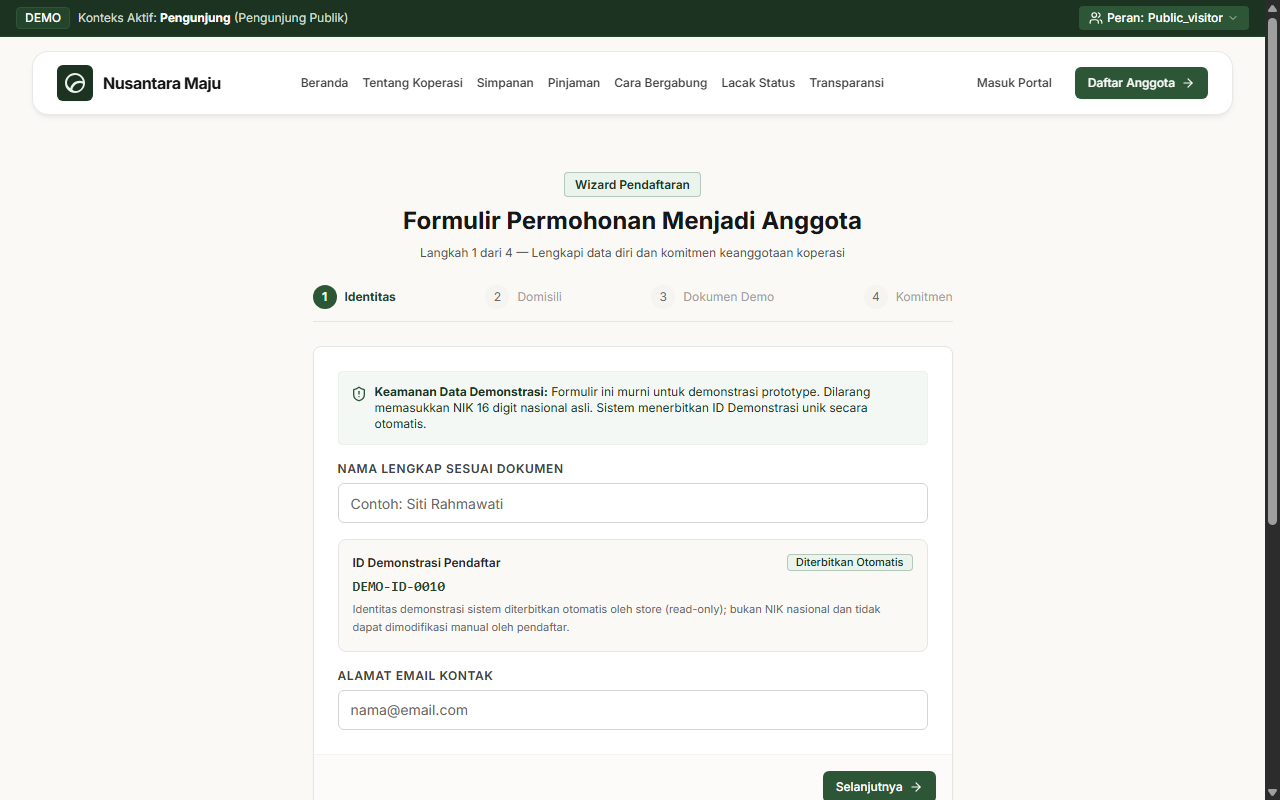 DEMO Konteks Aktif: Pengunjung (Pengunjung Publik) Peran: Public_visitor
Nusantara Maju Beranda Tentang Koperasi Simpanan Pinjaman Cara Bergabung Lacak Status Transparansi Masuk Portal Daftar Anggota
Wizard Pendaftaran
Formulir Permohonan Menjadi Anggota
Langkah 1 dari 4 — Lengkapi data diri dan komitmen keanggotaan koperasi
1 Identitas 2 Domisili 3 Dokumen Demo 4 Komitmen
Keamanan Data Demonstrasi: Formulir ini murni untuk demonstrasi prototype. Dilarang
memasukkan NIK 16 digit nasional asli. Sistem menerbitkan ID Demonstrasi unik secara
otomatis.
NAMA LENGKAP SESUAI DOKUMEN
Contoh: Siti Rahmawati
ID Demonstrasi Pendaftar Diterbitkan Otomatis
DEMO-ID-0010
Identitas demonstrasi sistem diterbitkan otomatis oleh store (read-only); bukan NIK nasional dan tidak
dapat dimodifikasi manual oleh pendaftar.
ALAMAT EMAIL KONTAK
nama@email.com
Selanjutnya